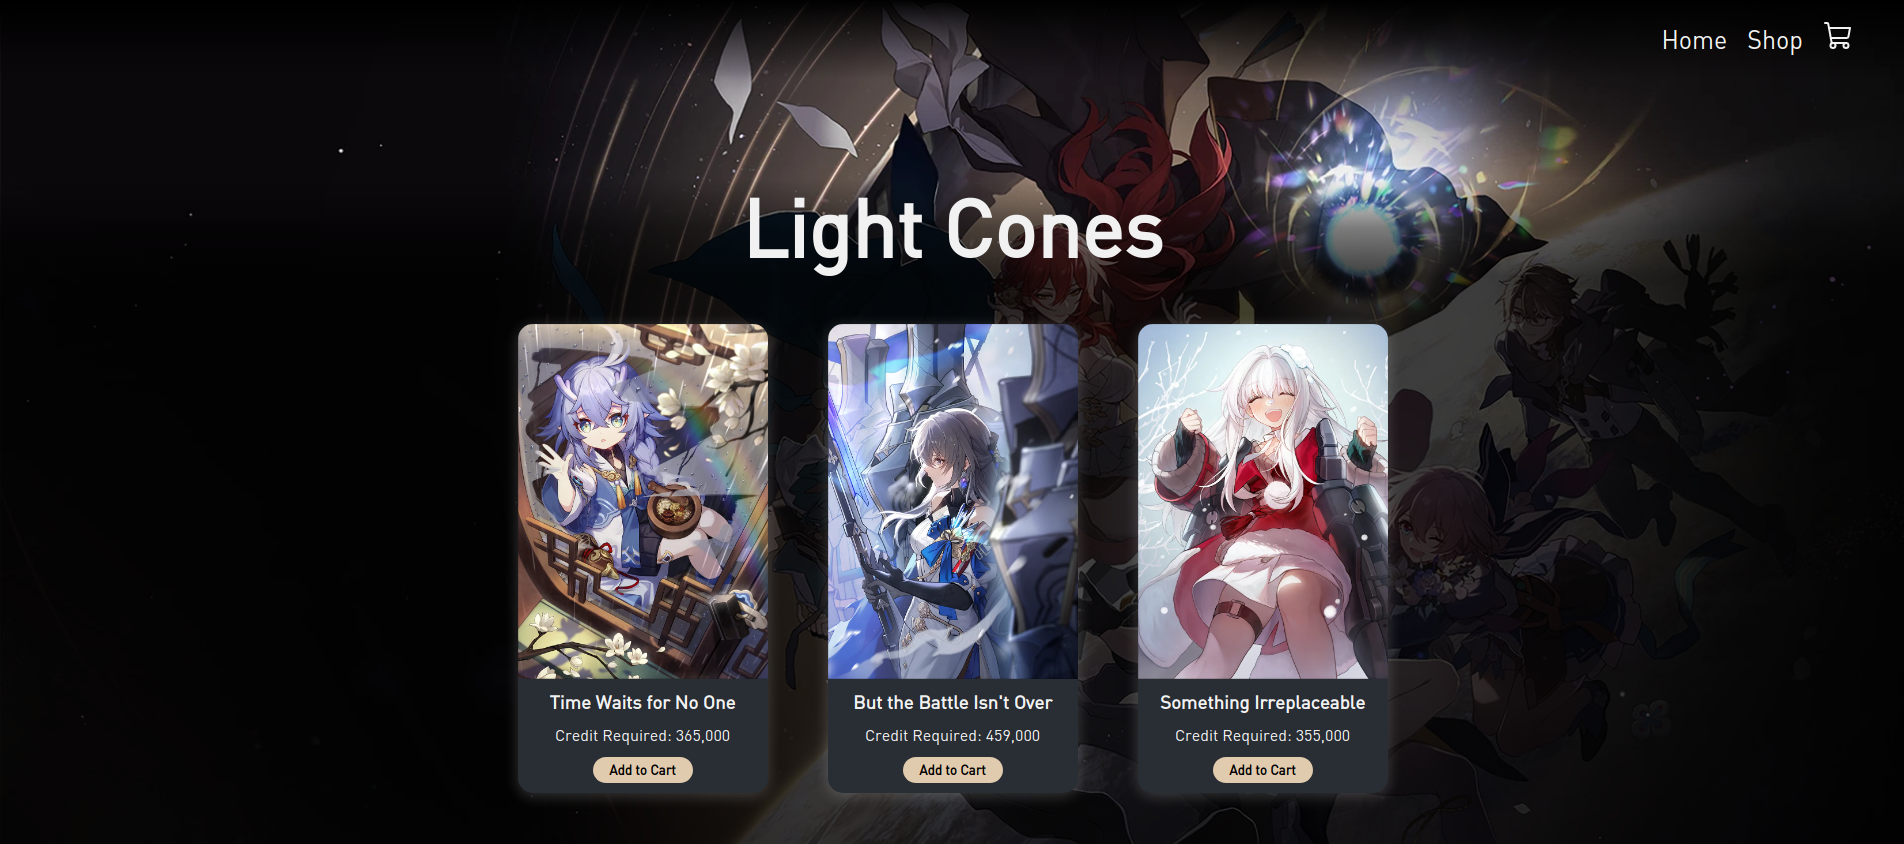 Home Shop
Light Cones
Time Waits for No One
Credit Required: 365,000
Add to Cart
But the Battle Isn't Over
Credit Required: 459,000
Add to Cart
Something Irreplaceable
Credit Required: 355,000
Add to Cart